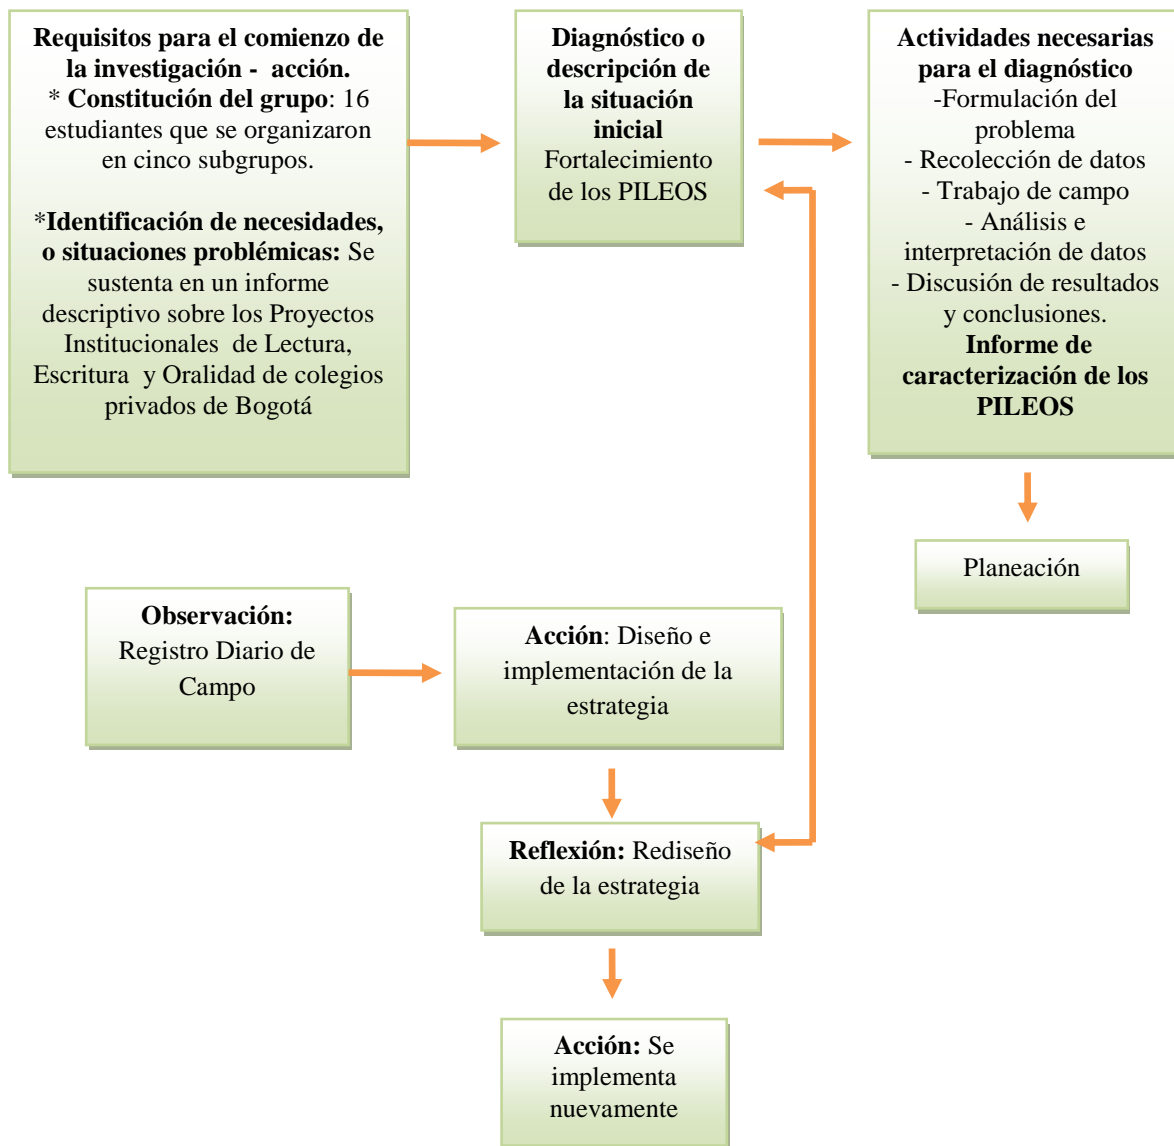 Requisitos para el comienzo de
la investigación - acción.
* Constitución del grupo: 16
estudiantes que se organizaron
en cinco subgrupos.
*Identificación de necesidades,
o situaciones problémicas: Se
sustenta en un informe
descriptivo sobre los Proyectos
Institucionales de Lectura,
Escritura y Oralidad de colegios
privados de Bogotá
Diagnóstico o
descripción de
la situación
inicial
Fortalecimiento
de los PILEOS
Actividades necesarias
para el diagnóstico
-Formulación del
problema
- Recolección de datos
- Trabajo de campo
- Análisis e
interpretación de datos
- Discusión de resultados
y conclusiones.
Informe de
caracterización de los
PILEOS
Planeación
Observación:
Registro Diario de
Campo
Acción: Diseño e
implementación de la
estrategia
Reflexión: Rediseño
de la estrategia
Acción: Se
implementa
nuevamente